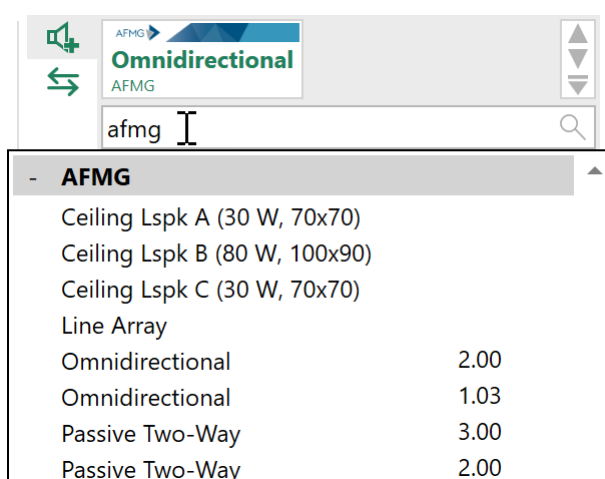 AFMG
Omnidirectional
AFMG
afmg
- AFMG
Ceiling Lspk A (30 W, 70x70)
Ceiling Lspk B (80 W, 100x90)
Ceiling Lspk C (30 W, 70x70)
Line Array
Omnidirectional 2.00
Omnidirectional 1.03
Passive Two-Way 3.00
Passive Two-Way 2.00